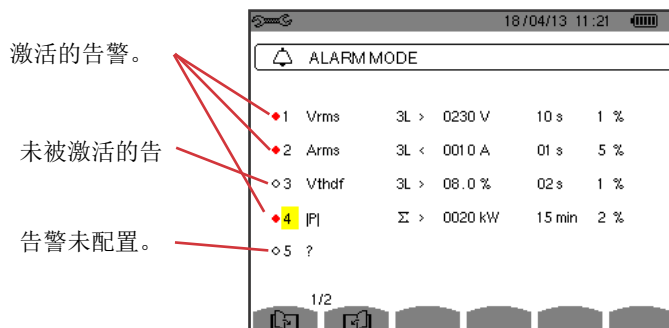 18/04/13 11:21
ALARM MODE
激活的告警。
1 Vrms 3L > 0230 V 10 s 1 %
2 Arms 3L < 0010 A 01 s 5 %
未被激活的告
3 Vthdf 3L > 08.0 % 02 s 1 %
4 |P| Σ > 0020 kW 15 min 2 %
告警未配置。
5 ?
1/2